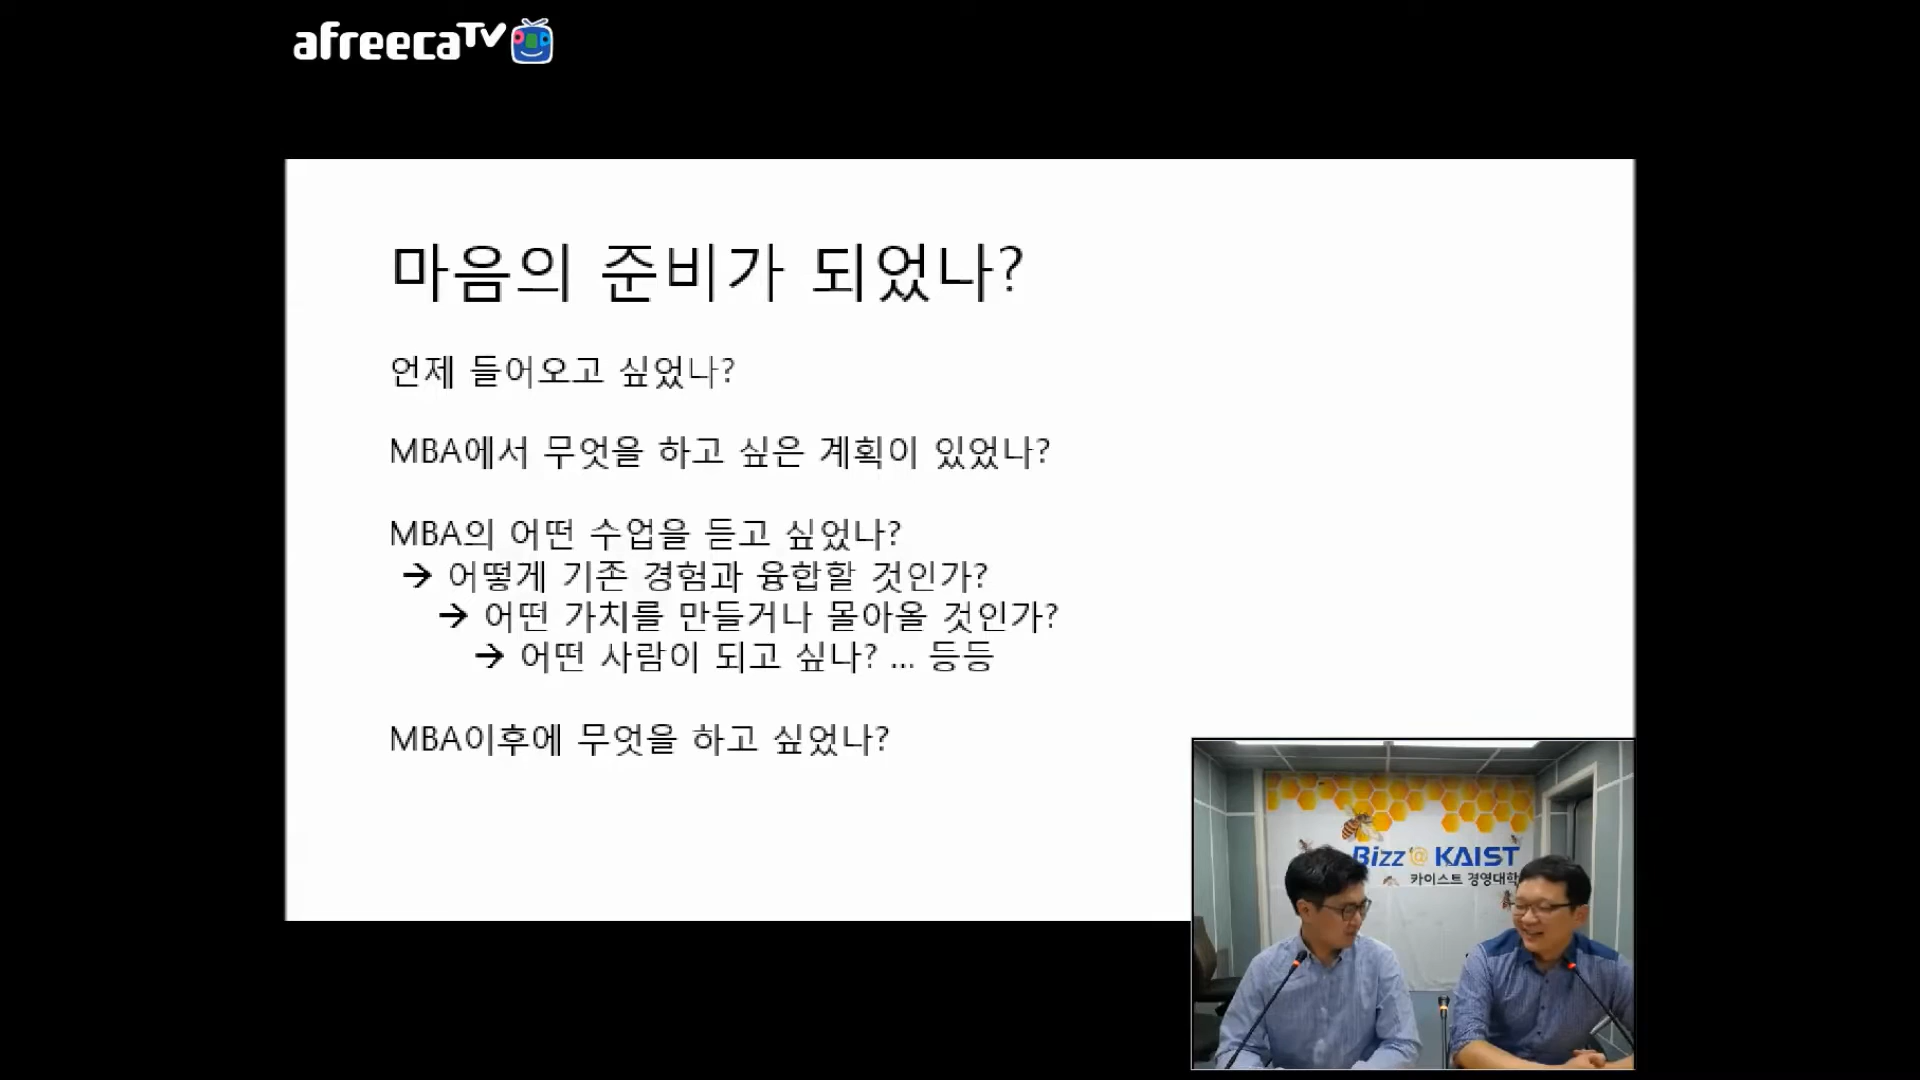 afreecaTV
마음의 준비가 되었나?
언제 들어오고 싶었나?
MBA에서 무엇을 하고 싶은 계획이 있었나?
MBA의 어떤 수업을 듣고 싶었나?
→ 어떻게 기존 경험과 융합할 것인가?
→ 어떤 가치를 만들거나 몰아올 것인가?
→ 어떤 사람이 되고 싶나? ... 등등
MBA이후에 무엇을 하고 싶었나?
Bizz@KAIST
카이스트 경영대학